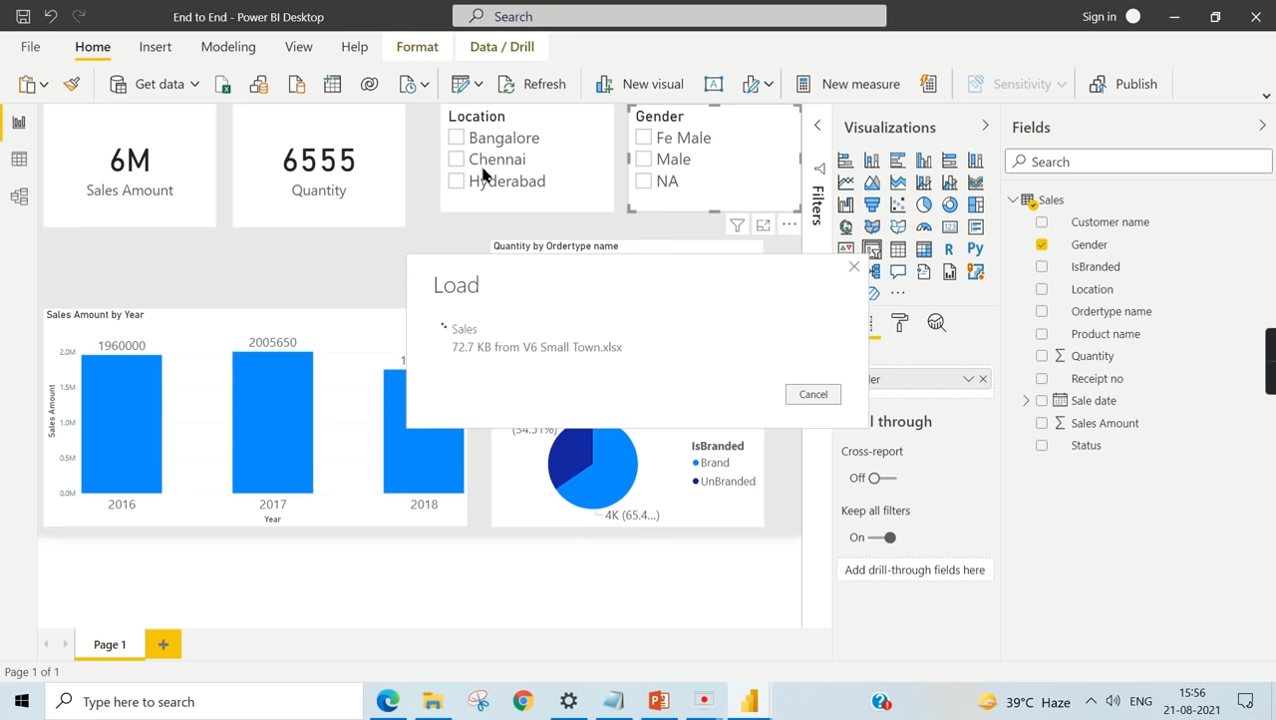 End to End - Power BI Desktop
Search
Sign in
File
Home
Insert
Modeling
View
Help
Format
Data / Drill
Get data
Refresh
New visual
New measure
Sensitivity
Publish
6M
Sales Amount
6555
Quantity
Location
Bangalore
Chennai
Hyderabad
Gender
Fe Male
Male
NA
Filters
Quantity by Ordertype name
Load
Sales
72.7 KB from V6 Small Town.xlsx
Cancel
Sales Amount by Year
1960000
2005650
1
2.0M
1.5M
1.0M
0.5M
0.0M
Sales Amount
2016
2017
2018
Year
(34.51%)
IsBranded
Brand
UnBranded
4K (65.4...)
Visualizations
R
Py
...
der
l through
Cross-report
Off
Keep all filters
On
Add drill-through fields here
Fields
Search
Sales
Customer name
Gender
IsBranded
Location
Ordertype name
Product name
Σ Quantity
Receipt no
Sale date
Σ Sales Amount
Status
Page 1
Page 1 of 1
Type here to search
39°C Haze
ENG
15:56
21-08-2021